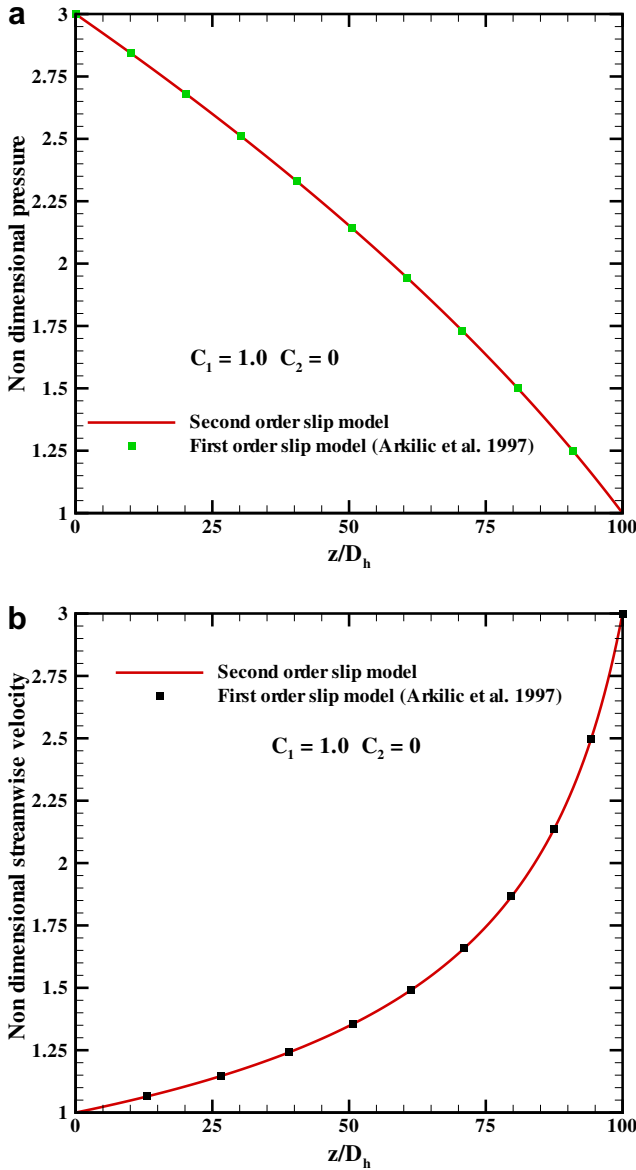 a
3
2.75
2.5
2.25
2
1.75
1.5
1.25
1
Non dimensional pressure
C1 = 1.0 C2 = 0
Second order slip model
First order slip model (Arkilic et al. 1997)
0 25 50 75 100
z/Dh
b
3
2.75
2.5
2.25
2
1.75
1.5
1.25
1
Non dimensional streamwise velocity
Second order slip model
First order slip model (Arkilic et al. 1997)
C1 = 1.0 C2 = 0
0 25 50 75 100
z/Dh